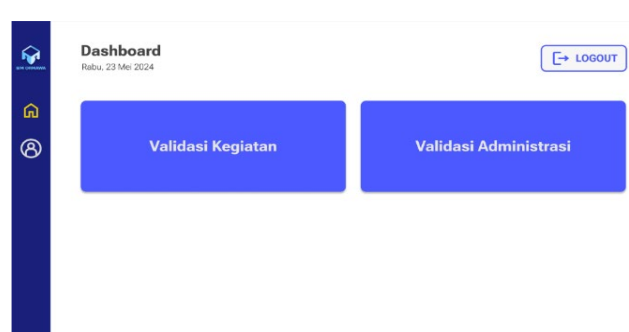 Dashboard
Rabu, 23 Mei 2024
LOGOUT
Validasi Kegiatan
Validasi Administrasi